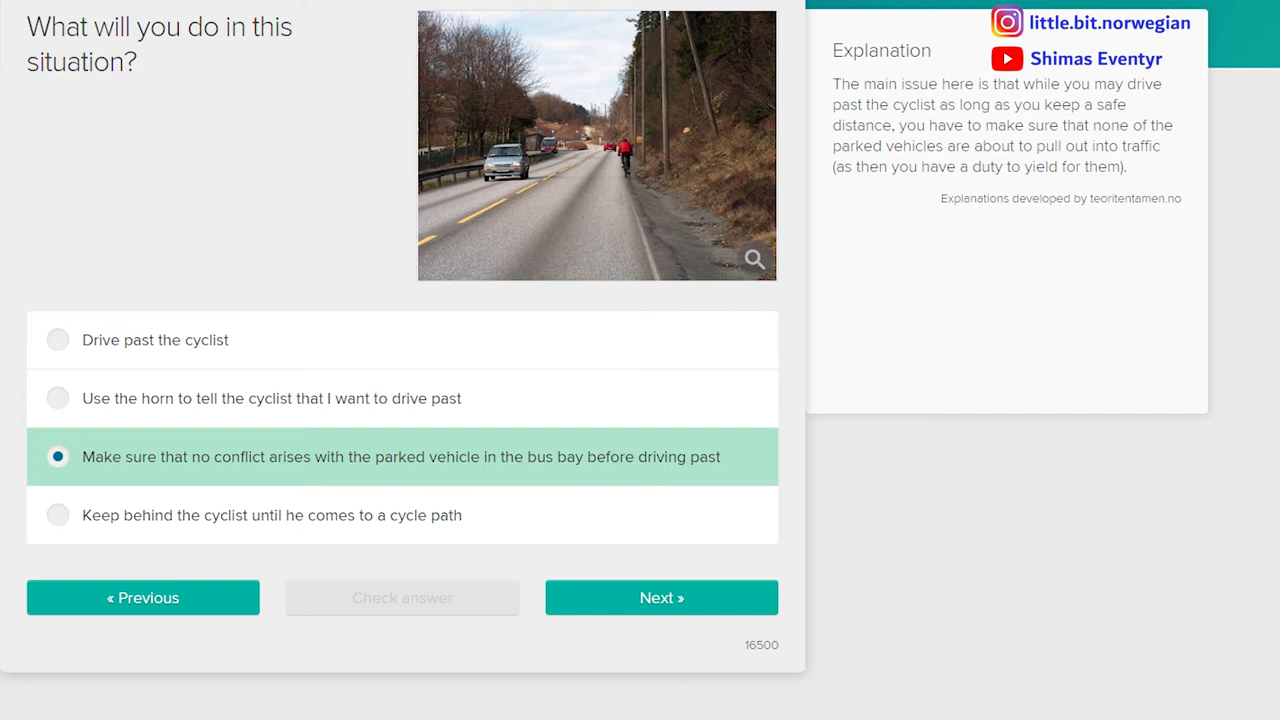 What will you do in this
situation?
little.bit.norwegian
Shimas Eventyr
Explanation
The main issue here is that while you may drive
past the cyclist as long as you keep a safe
distance, you have to make sure that none of the
parked vehicles are about to pull out into traffic
(as then you have a duty to yield for them).
Explanations developed by teoritentamen.no
Drive past the cyclist
Use the horn to tell the cyclist that I want to drive past
Make sure that no conflict arises with the parked vehicle in the bus bay before driving past
Keep behind the cyclist until he comes to a cycle path
« Previous
Check answer
Next »
16500